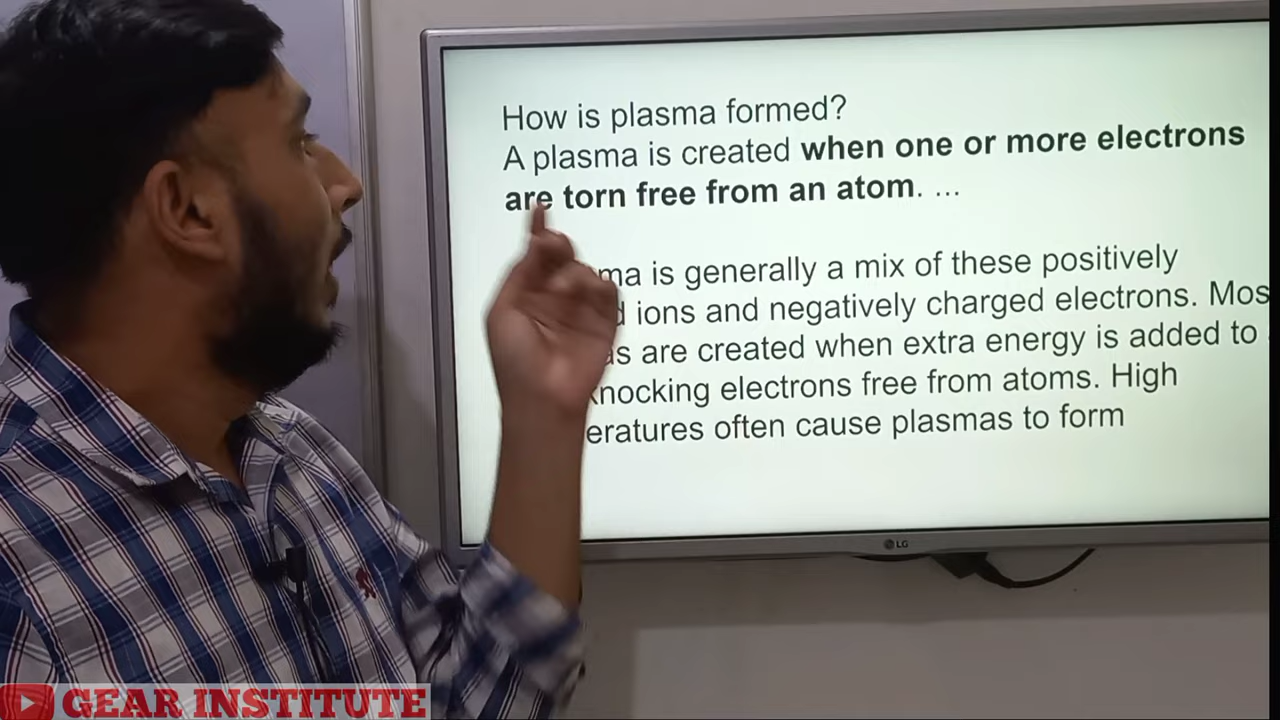 How is plasma formed?
A plasma is created when one or more electrons
are torn free from an atom. ...
ma is generally a mix of these positively
d ions and negatively charged electrons. Mos
as are created when extra energy is added to
knocking electrons free from atoms. High
eratures often cause plasmas to form
LG
GEAR INSTITUTE